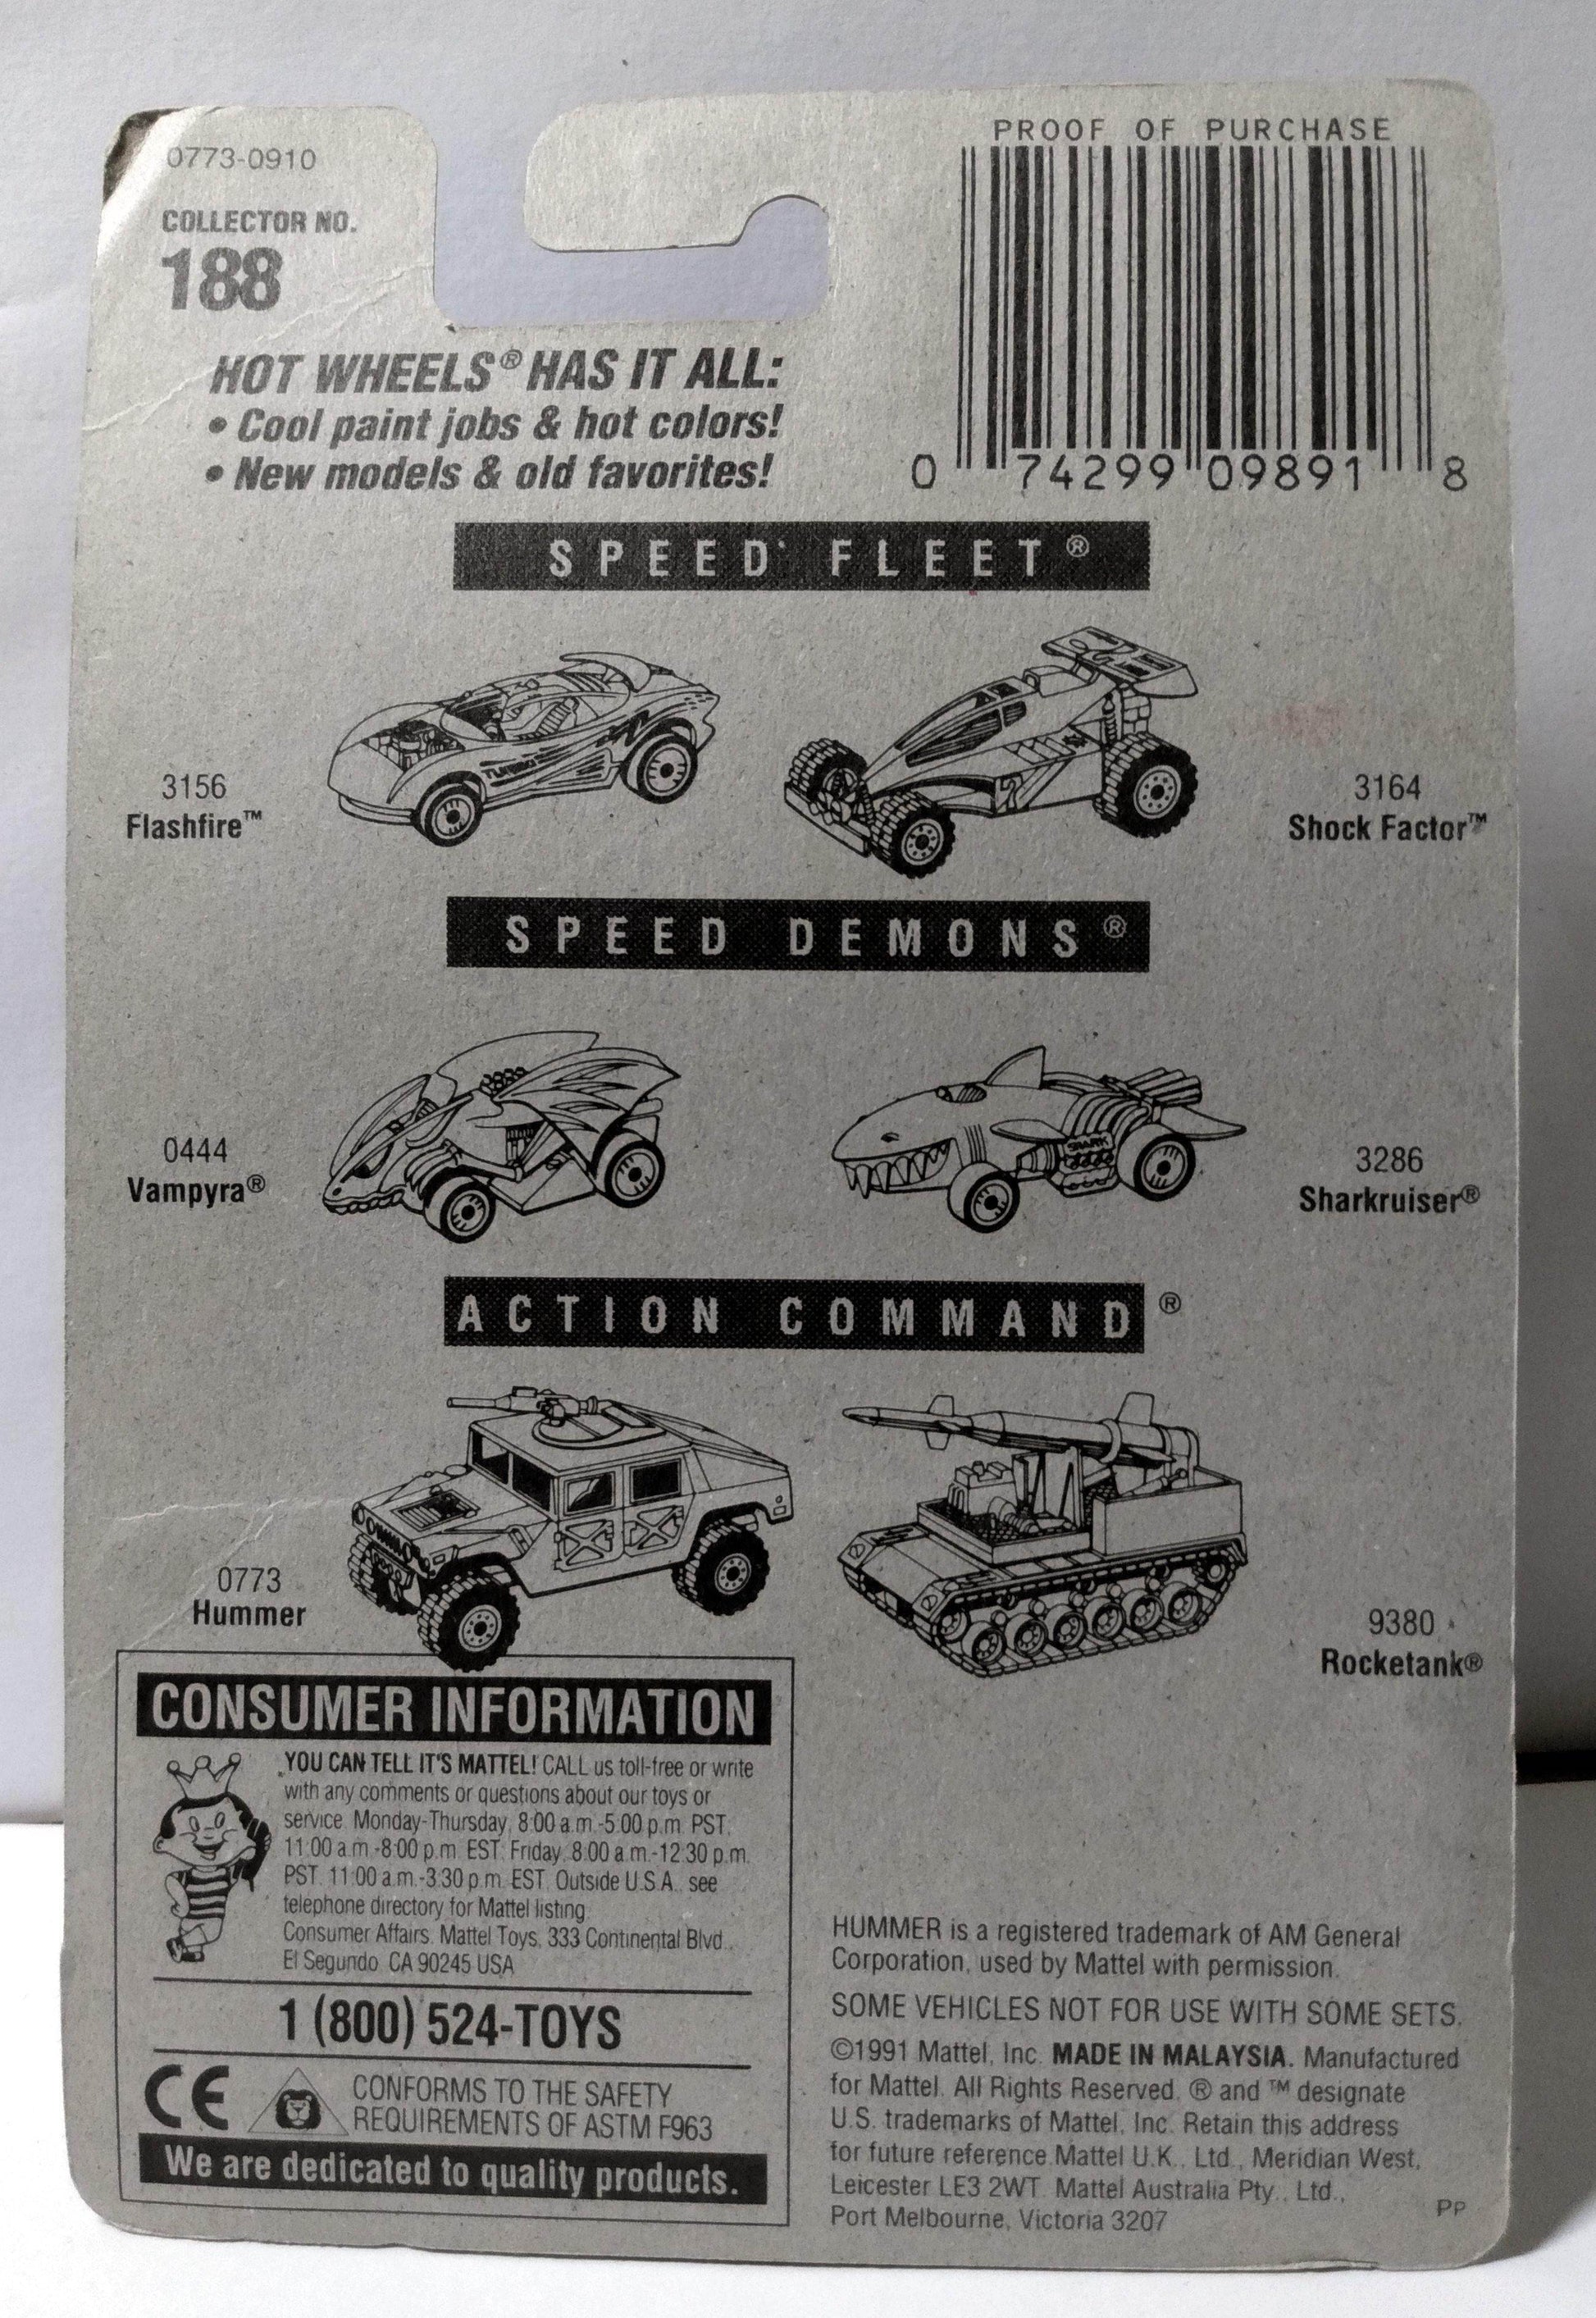 0773-0910
COLLECTOR NO.
188
PROOF OF PURCHASE
0 74299 09891 8
HOT WHEELS® HAS IT ALL:
• Cool paint jobs & hot colors!
• New models & old favorites!
SPEED FLEET®
TURBO
3156
Flashfire™
3164
Shock Factor™
SPEED DEMONS®
0444
Vampyra®
SHARK
3286
Sharkruiser®
ACTION COMMAND®
0773
Hummer
9380
Rocketank®
CONSUMER INFORMATION
YOU CAN TELL IT'S MATTEL! CALL us toll-free or write
with any comments or questions about our toys or
service. Monday-Thursday, 8:00 a.m.-5:00 p.m. PST,
11:00 a.m.-8:00 p.m. EST. Friday, 8:00 a.m.-12:30 p.m.
PST, 11:00 a.m.-3:30 p.m. EST. Outside U.S.A., see
telephone directory for Mattel listing.
Consumer Affairs, Mattel Toys, 333 Continental Blvd.,
El Segundo, CA 90245 USA
1 (800) 524-TOYS
CE
CONFORMS TO THE SAFETY
REQUIREMENTS OF ASTM F963
We are dedicated to quality products.
HUMMER is a registered trademark of AM General
Corporation, used by Mattel with permission.
SOME VEHICLES NOT FOR USE WITH SOME SETS.
©1991 Mattel, Inc. MADE IN MALAYSIA. Manufactured
for Mattel. All Rights Reserved. ® and ™ designate
U.S. trademarks of Mattel, Inc. Retain this address
for future reference Mattel U.K., Ltd., Meridian West,
Leicester LE3 2WT. Mattel Australia Pty., Ltd.,
Port Melbourne, Victoria 3207
PP